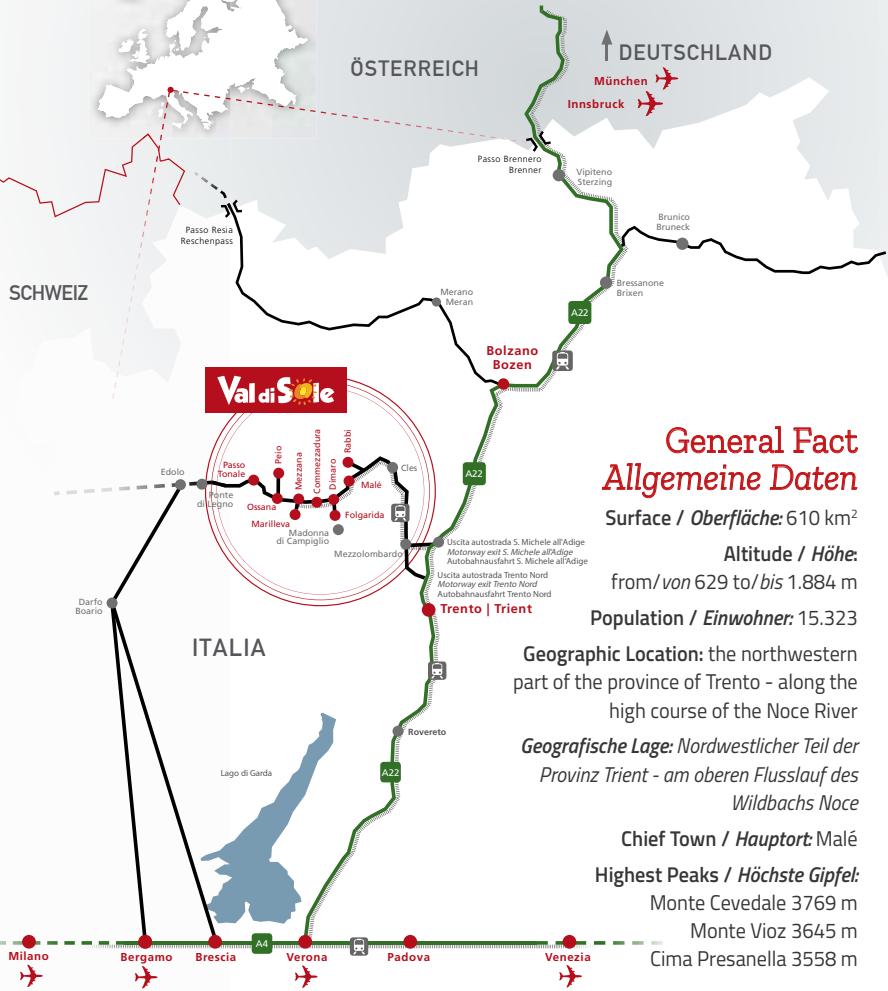 ÖSTERREICH
DEUTSCHLAND
München
Innsbruck
Passo Brennero
Brenner
Vipiteno
Sterzing
Brunico
Bruneck
Passo Resia
Reschenpass
SCHWEIZ
Merano
Meran
Bressanone
Brixen
A22
Bolzano
Bozen
Val di Sole
A22
Edolo
Ponte
di Legno
Passo
Tonale
Ossana
Peio
Mezzana
Marilleva
Commezzadura
Dimaro
Folgarida
Rabbi
Malé
Cles
Madonna
di Campiglio
Mezzolombardo
Uscita autostrada S. Michele all'Adige
Motorway exit S. Michele all'Adige
Autobahnausfahrt S. Michele all'Adige
Uscita autostrada Trento Nord
Motorway exit Trento Nord
Autobahnausfahrt Trento Nord
Trento | Trient
Darfo
Boario
ITALIA
Rovereto
Lago di Garda
A22
A4
Milano
Bergamo
Brescia
Verona
Padova
Venezia
General Fact
Allgemeine Daten
Surface / Oberfläche: 610 km²
Altitude / Höhe:
from/von 629 to/bis 1.884 m
Population / Einwohner: 15.323
Geographic Location: the northwestern
part of the province of Trento - along the
high course of the Noce River
Geografische Lage: Nordwestlicher Teil der
Provinz Trient - am oberen Flusslauf des
Wildbachs Noce
Chief Town / Hauptort: Malé
Highest Peaks / Höchste Gipfel:
Monte Cevedale 3769 m
Monte Vioz 3645 m
Cima Presanella 3558 m